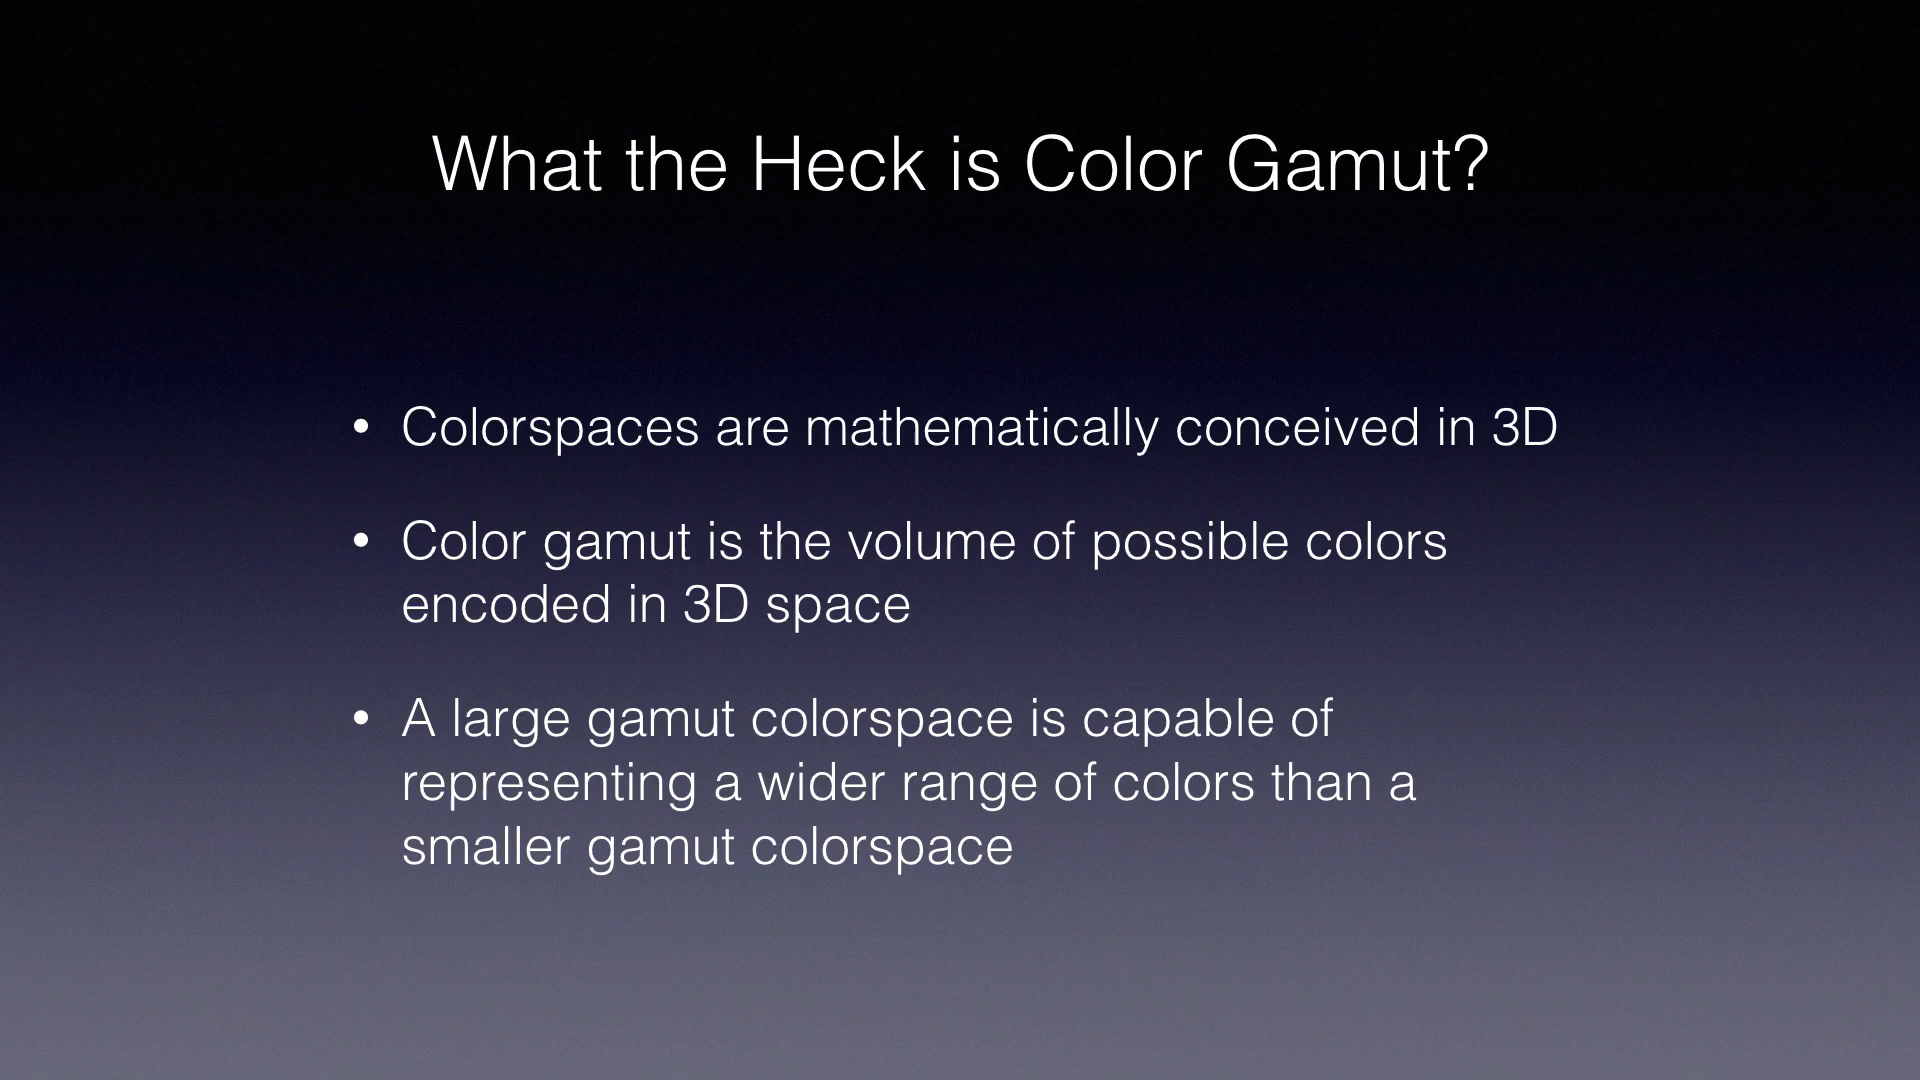 What the Heck is Color Gamut?
• Colorspaces are mathematically conceived in 3D
• Color gamut is the volume of possible colors
encoded in 3D space
• A large gamut colorspace is capable of
representing a wider range of colors than a
smaller gamut colorspace